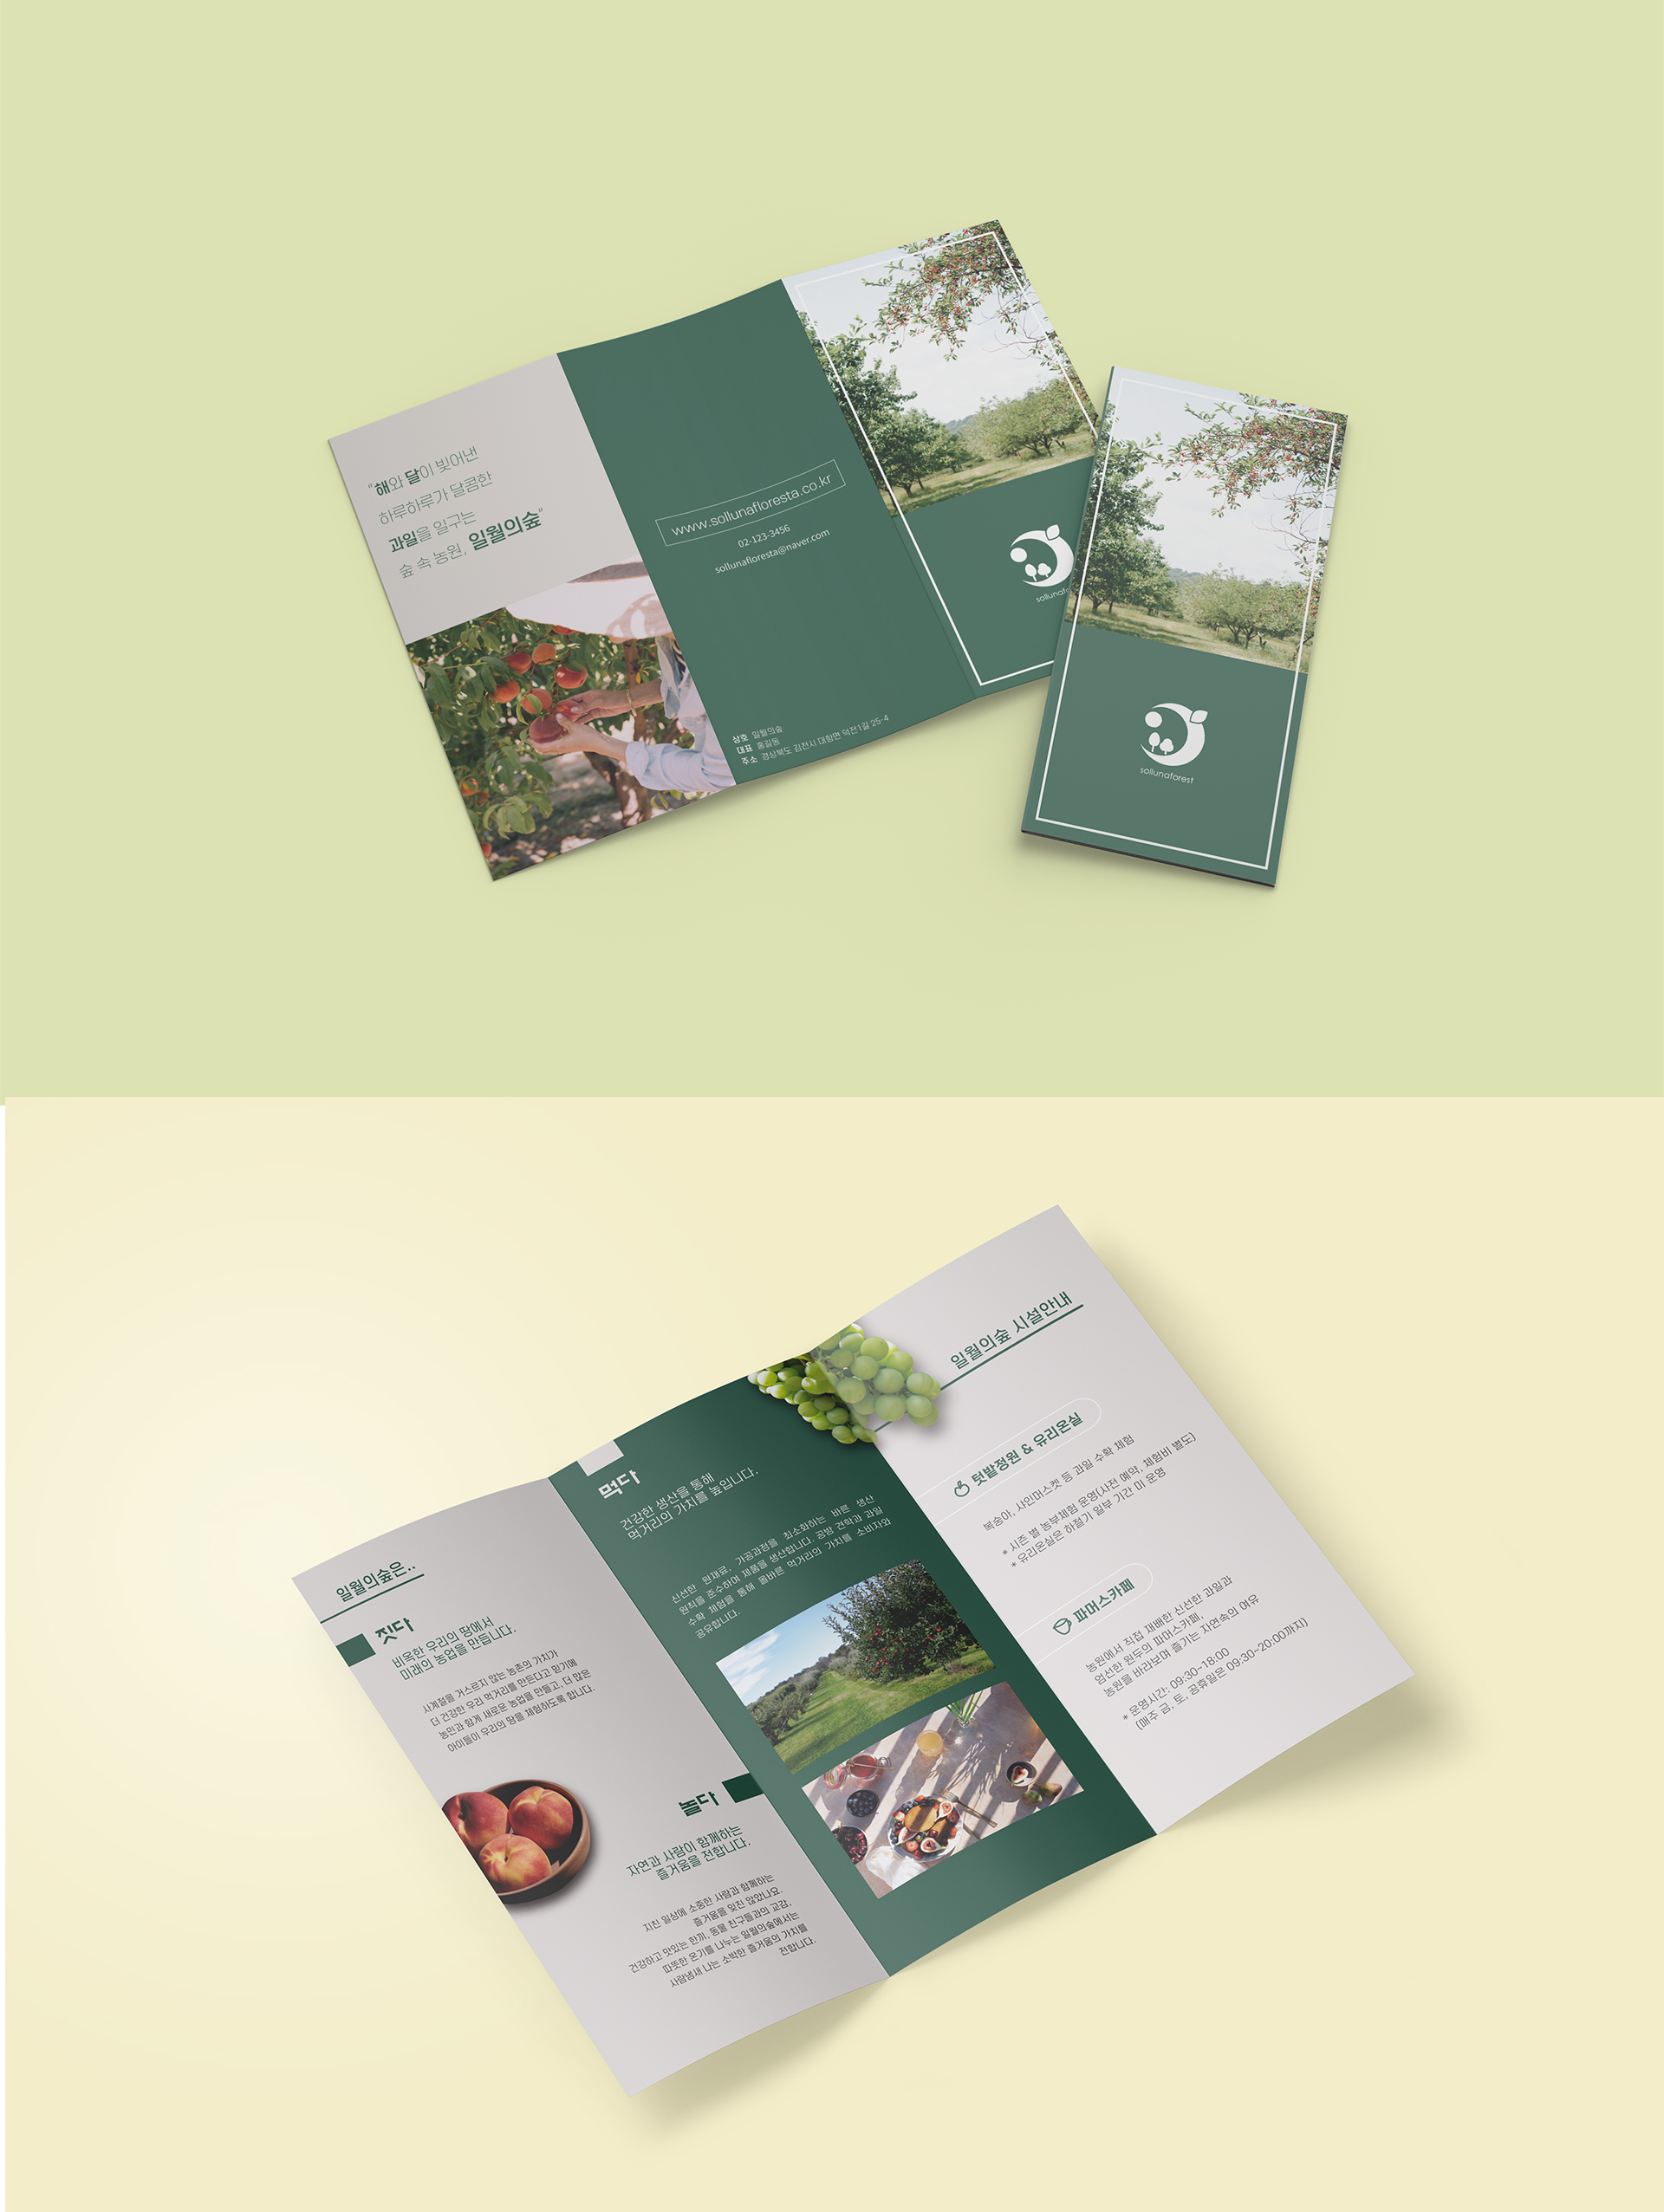 “해와 달이 빚어낸
하루하루가 달콤한
과일을 일구는
숲 속 농원, 일월의숲”
www.sollunafloresta.co.kr
02-123-3456
sollunafloresta@naver.com
상호 일월의숲
대표 홍길동
주소 경상북도 김천시 대항면 덕전1길 25-4
sollunafo
sollunaforest
일월의숲은..
짓다
비옥한 우리의 땅에서
미래의 농업을 만듭니다.
사계절을 거스르지 않는 농촌의 가치가
더 건강한 우리 먹거리를 만든다고 믿기에
농민과 함께 새로운 농업을 만들고, 더 많은
아이들이 우리의 땅을 체험하도록 합니다.
놀다
자연과 사람이 함께하는
즐거움을 전합니다.
지친 일상에 소중한 사람과 함께하는
즐거움을 잊진 않았나요.
건강하고 맛있는 한끼, 동물 친구들과의 교감,
따뜻한 온기를 나누는 일월의숲에서는
사람냄새 나는 소박한 즐거움의 가치를
전합니다.
먹다
건강한 생산을 통해
먹거리의 가치를 높입니다.
신선한 원재료, 가공과정을 최소화하는 바른 생산
원칙을 준수하여 제품을 생산합니다. 공방 견학과 과일
수확 체험을 통해 올바른 먹거리의 가치를 소비자와
공유합니다.
일월의숲 시설안내
텃밭정원 & 유리온실
복숭아, 샤인머스켓 등 과일 수확 체험
* 시즌 별 농부체험 운영(사전 예약, 체험비 별도)
* 유리온실은 하절기 일부 기간 미 운영
파머스카페
농원에서 직접 재배한 신선한 과일과
엄선한 원두의 파머스카페,
농원을 바라보며 즐기는 자연속의 여유
* 운영시간: 09:30~18:00
(매주 금, 토, 공휴일은 09:30~20:00까지)